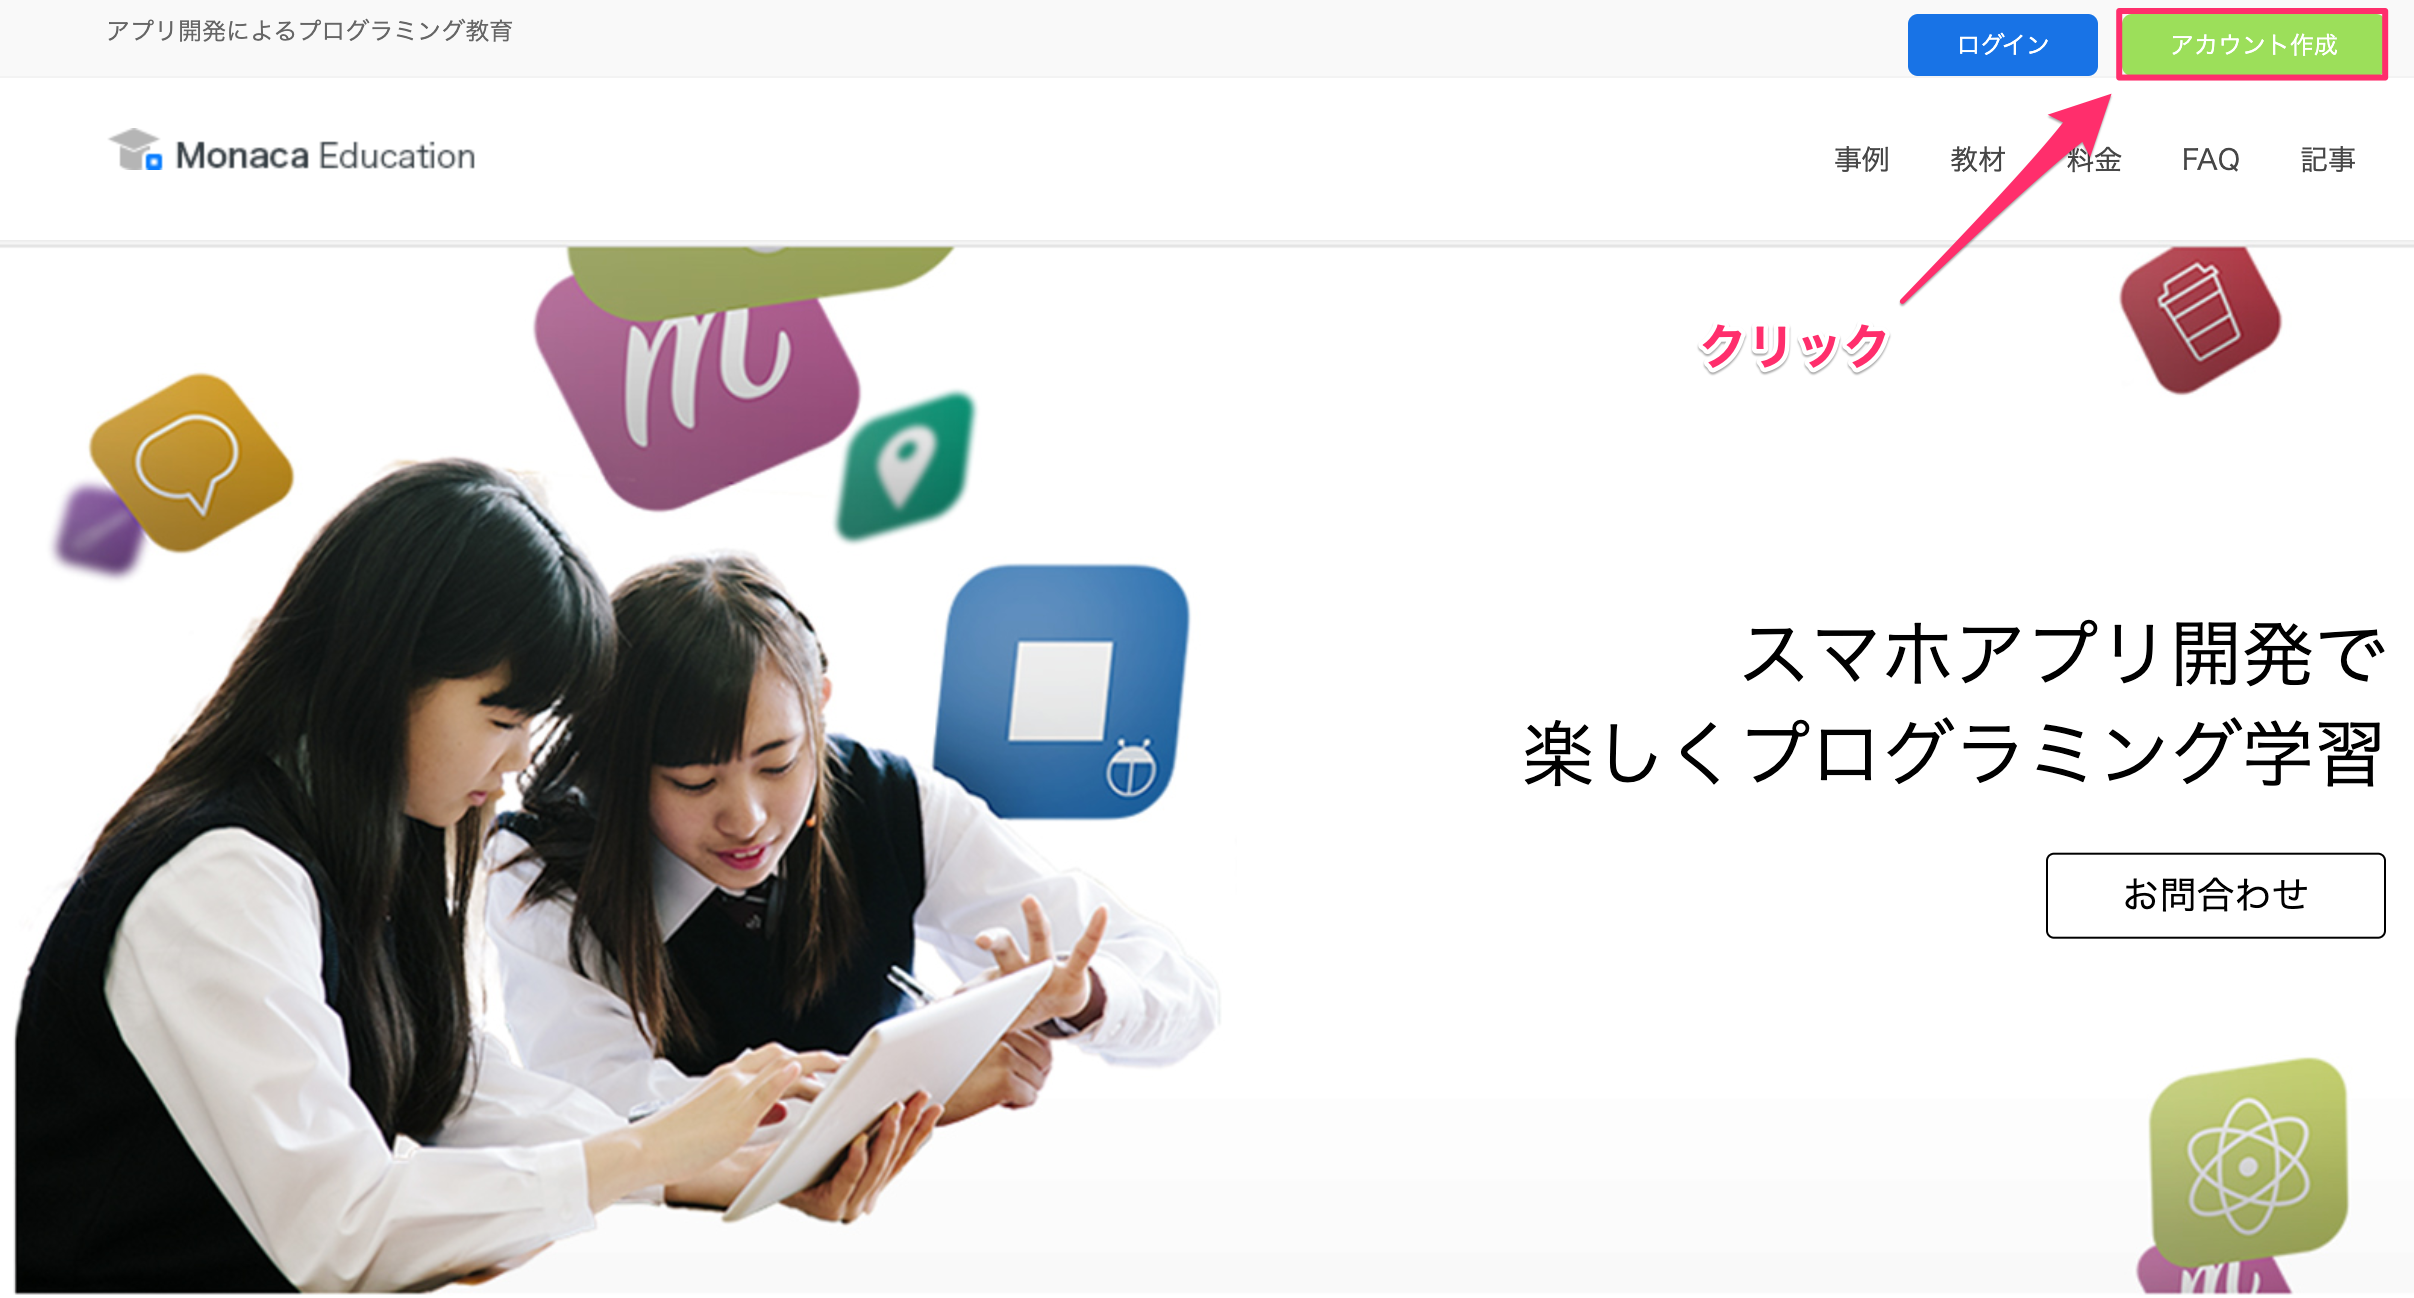 アプリ開発によるプログラミング教育
ログイン
アカウント作成
Monaca Education
事例
教材
料金
FAQ
記事
クリック
m
スマホアプリ開発で
楽しくプログラミング学習
お問合わせ
m